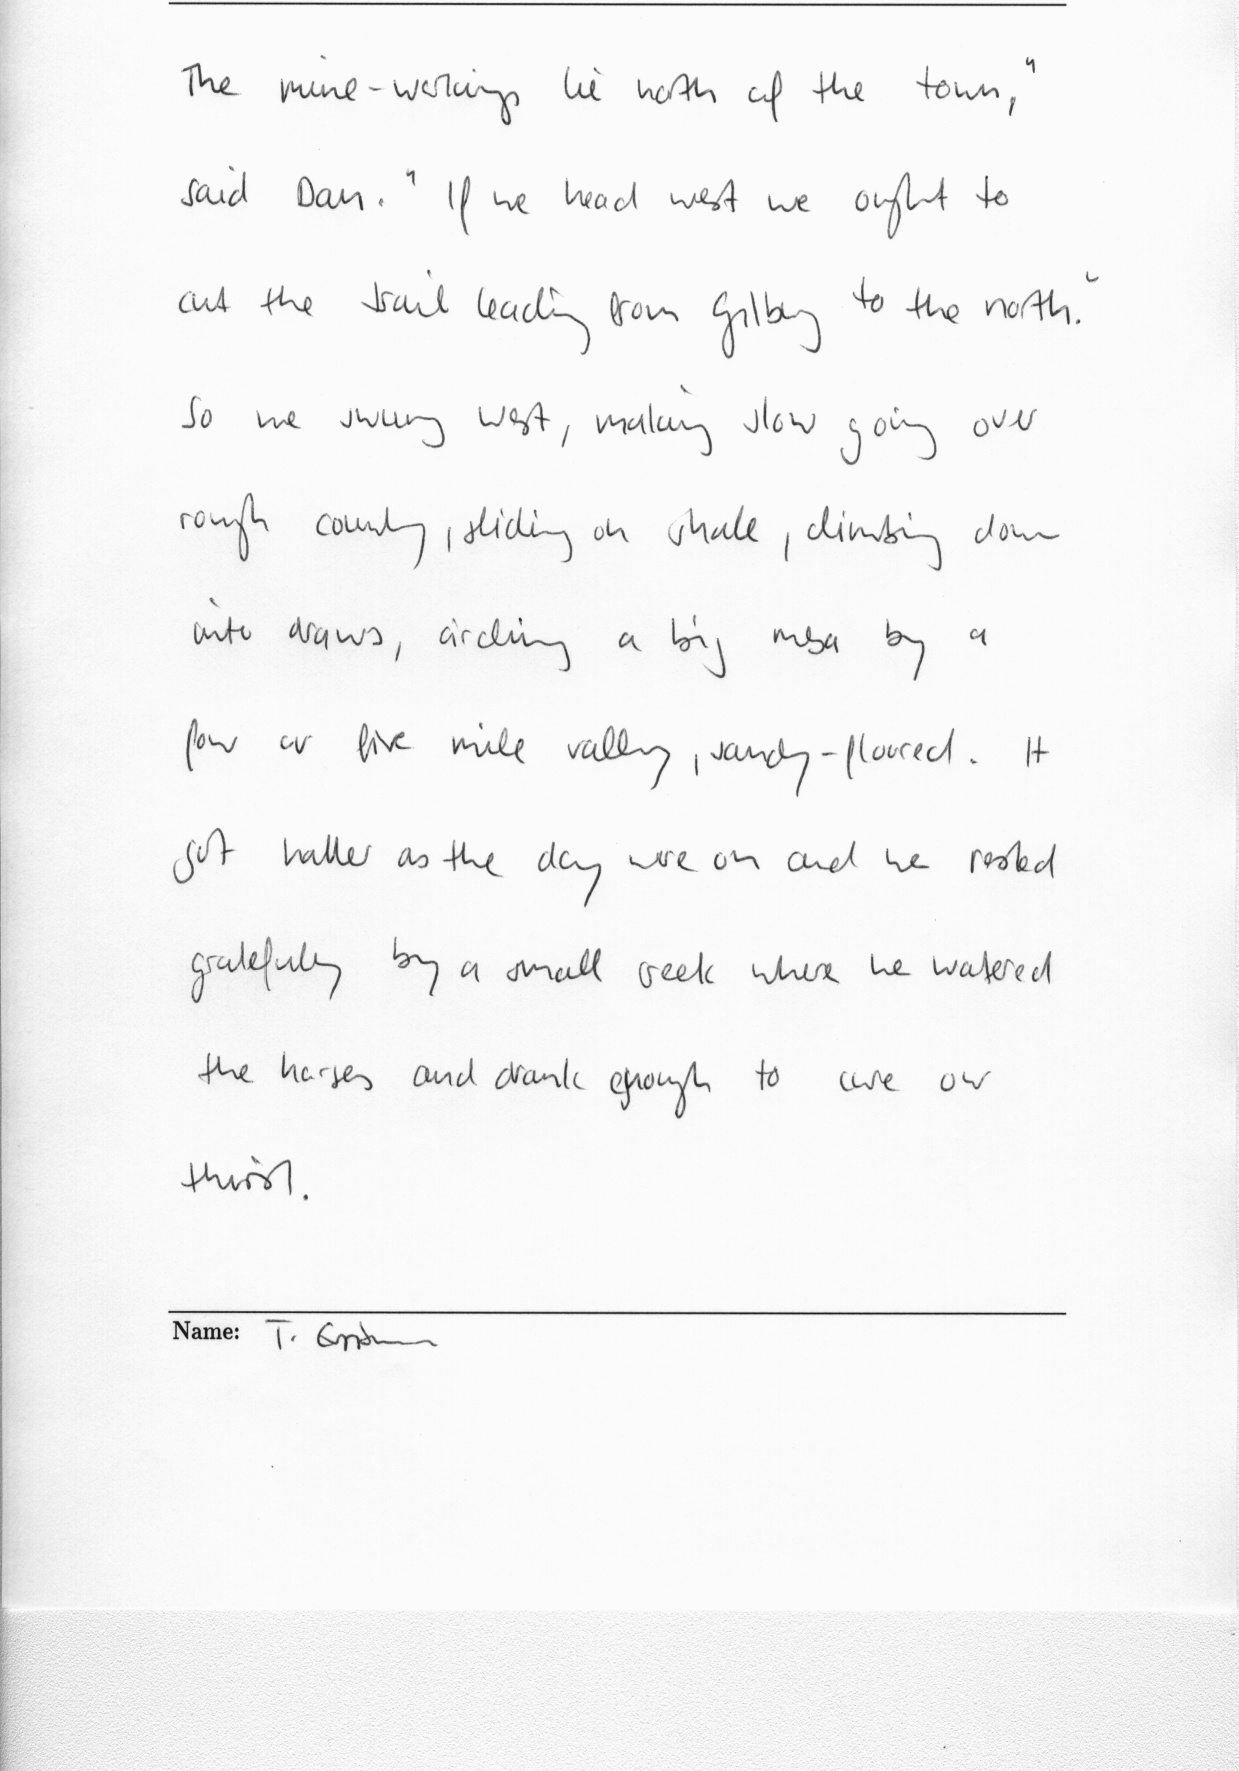 The mine-workings lie north of the town,"
said Dan. "If we head west we ought to
cut the trail leading from Gilbey to the north."
So we swung west, making slow going over
rough country, sliding on shale, climbing down
into draws, circling a big mesa by a
four or five mile valley, sandy-floored. It
got hotter as the day wore on and we rested
gratefully by a small creek where we watered
the horses and drank enough to cure our
thirst.
Name: T.